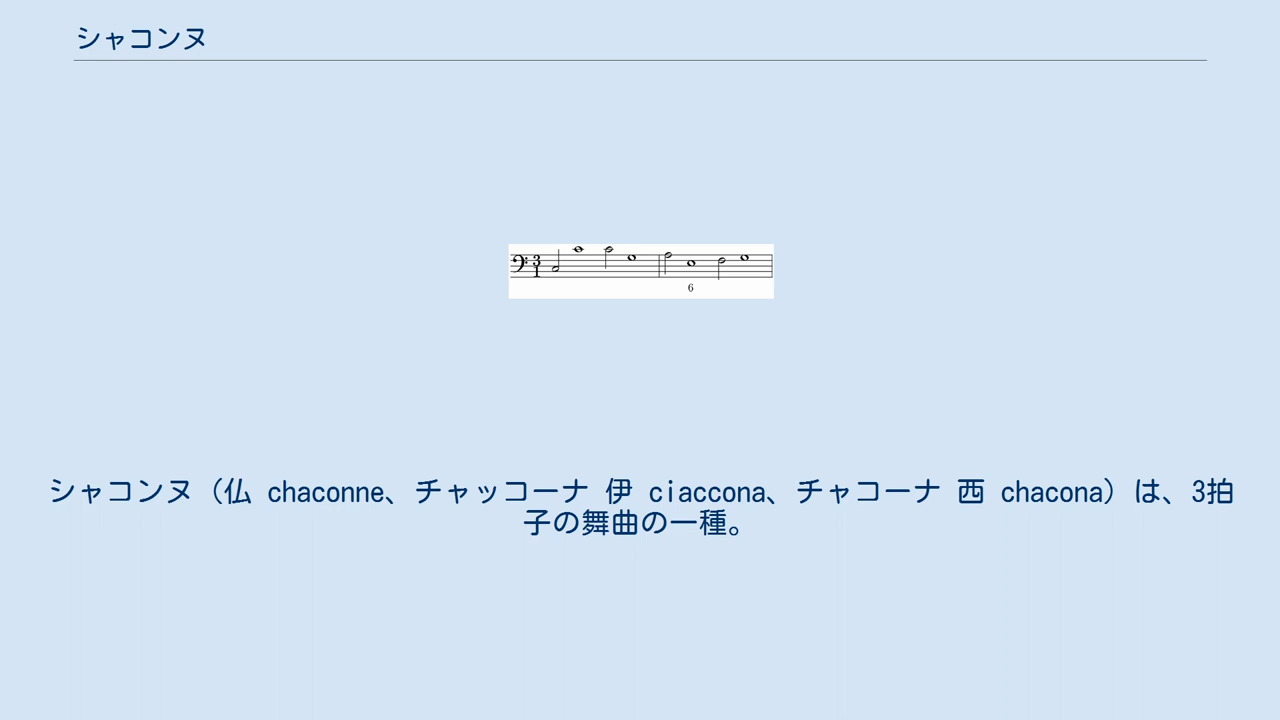 シャコンヌ
3
1
6
シャコンヌ（仏 chaconne、チャッコーナ 伊 ciaccona、チャコーナ 西 chacona）は、3拍
子の舞曲の一種。